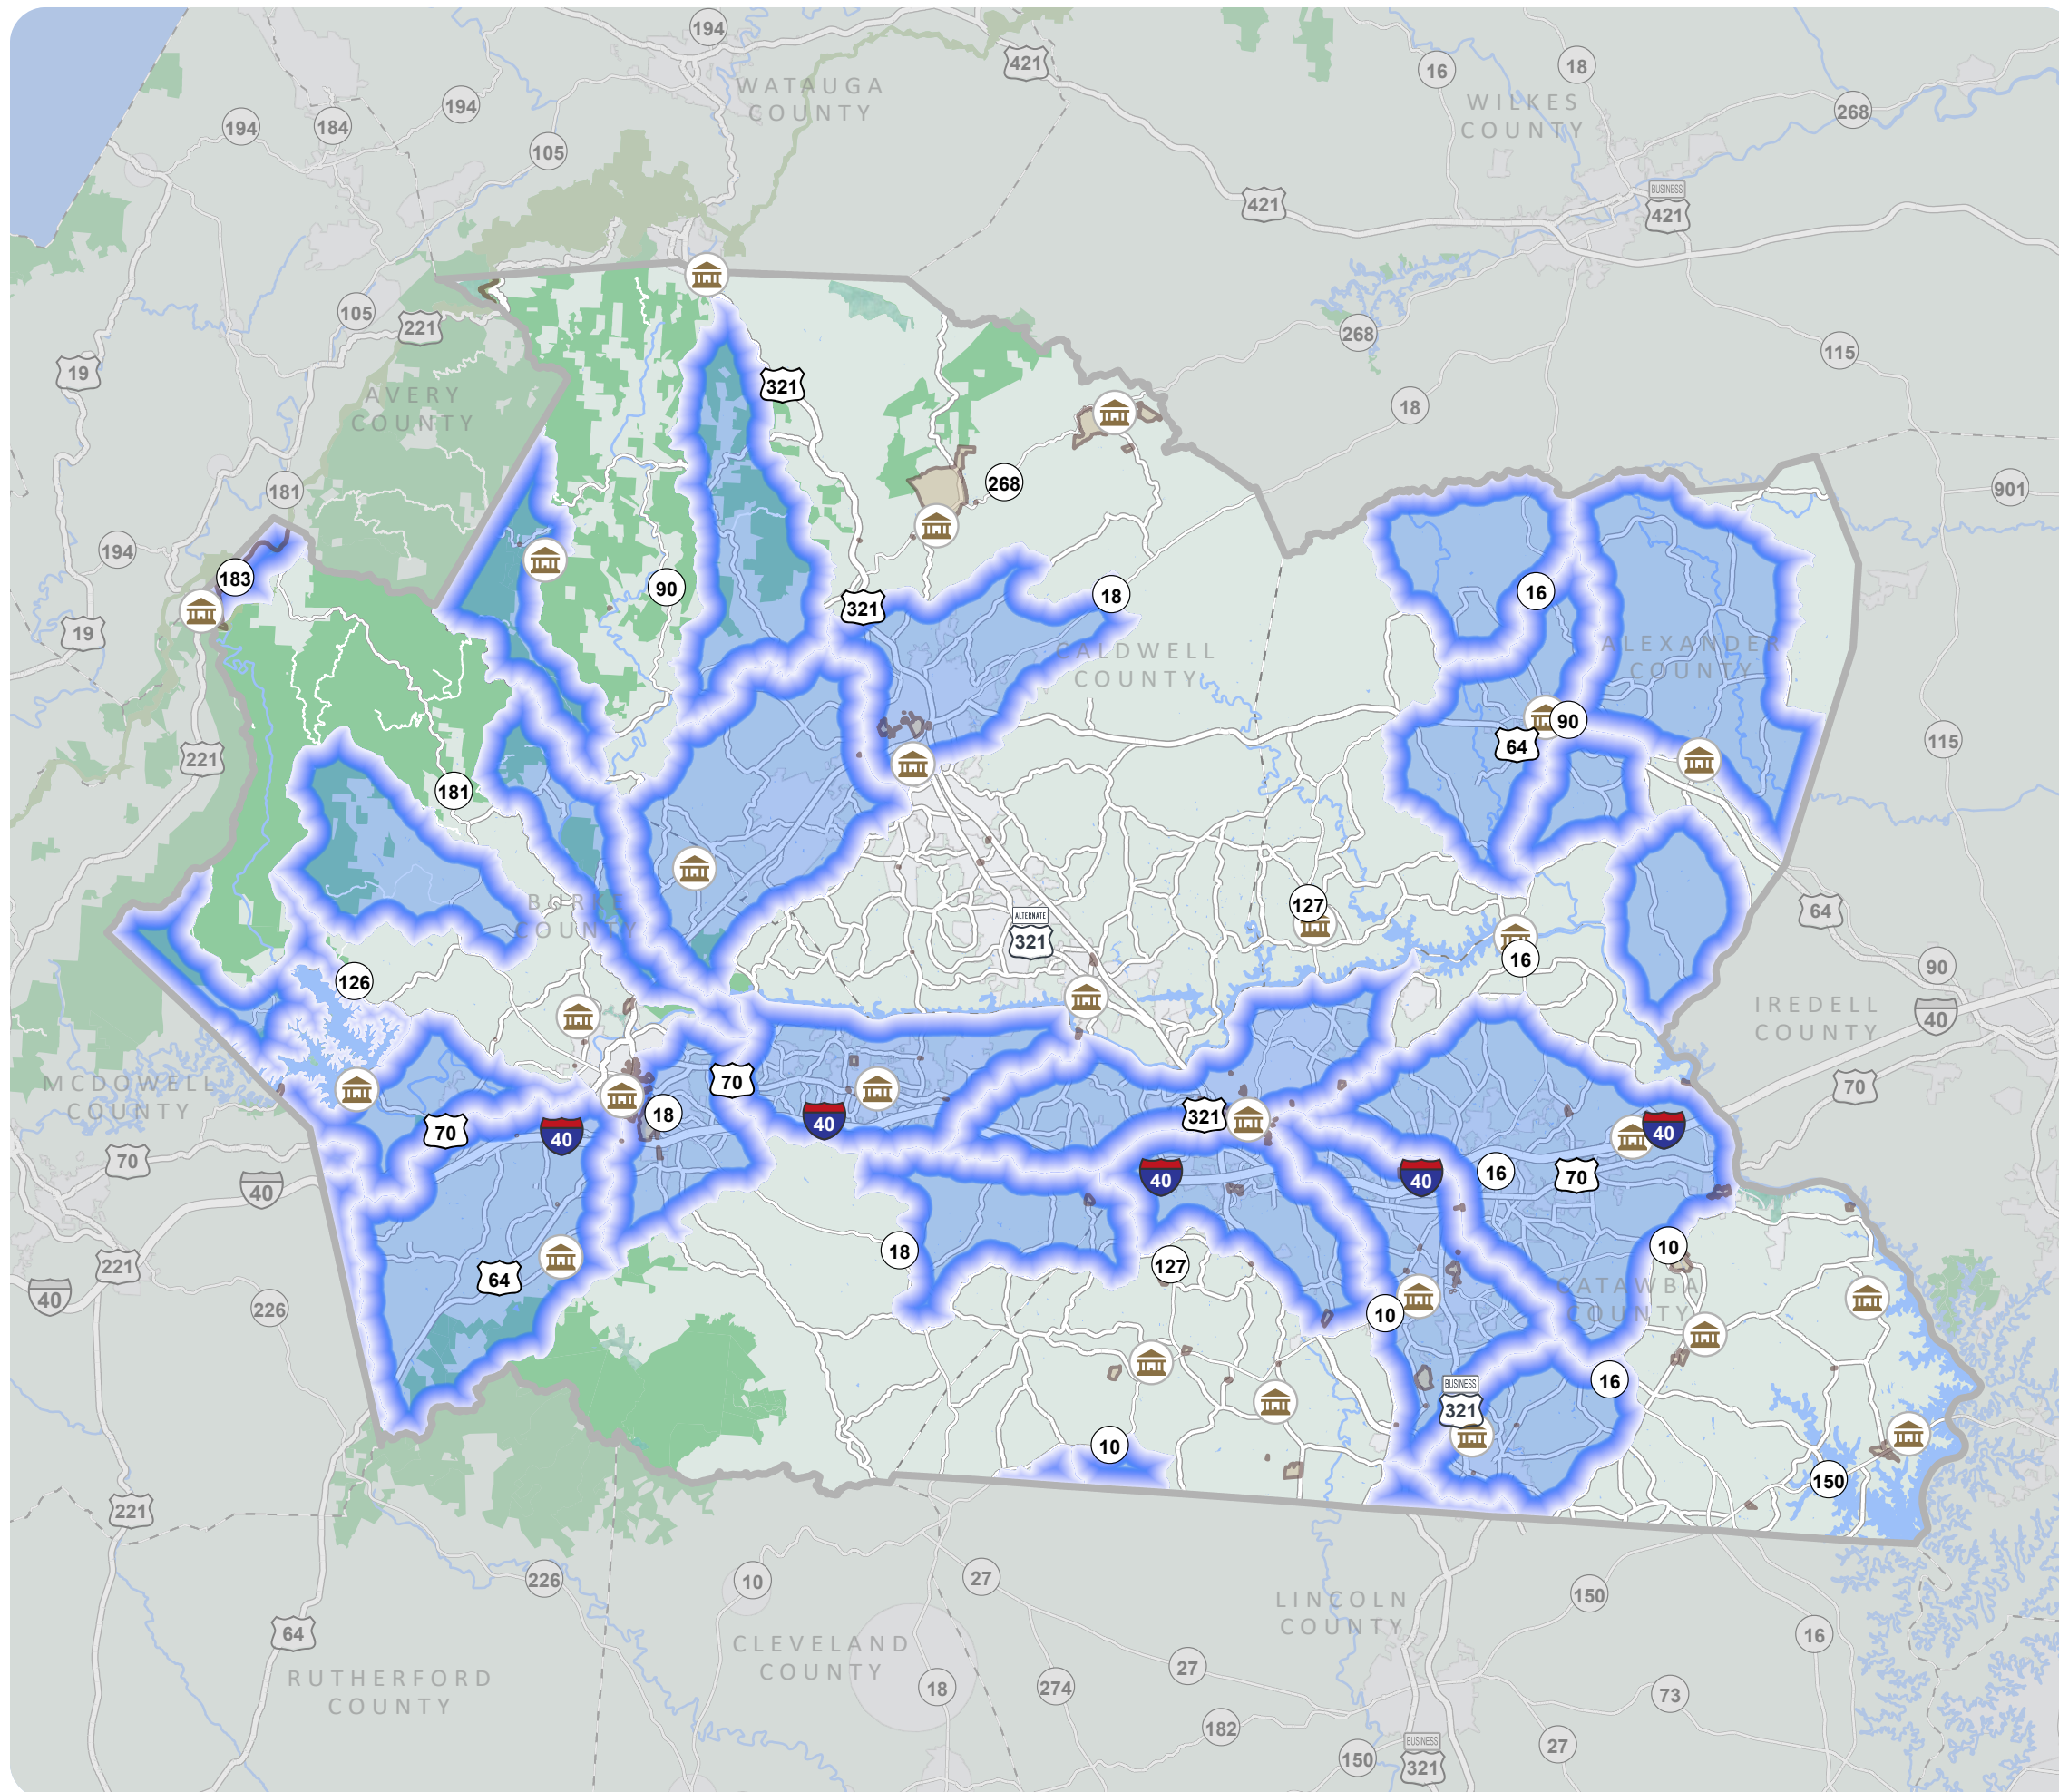 194
421
16
18
WATAUGA
COUNTY
WILKES
COUNTY
194
194
184
268
105
BUSINESS
421
421
105
221
268
115
19
321
AVERY
COUNTY
18
268
181
901
194
183
90
16
18
321
19
ALEXANDER
COUNTY
CALDWELL
COUNTY
90
64
221
115
181
BURKE
COUNTY
127
64
ALTERNATE
321
16
90
126
IREDELL
COUNTY
40
MCDOWELL
COUNTY
70
70
18
321
40
40
70
40
70
40
40
16
70
40
18
10
127
221
64
40
226
CATAWBA
COUNTY
10
16
BUSINESS
321
10
150
221
226
10
27
LINCOLN
COUNTY
150
64
16
CLEVELAND
COUNTY
RUTHERFORD
COUNTY
27
18
274
73
182
27
150
BUSINESS
321